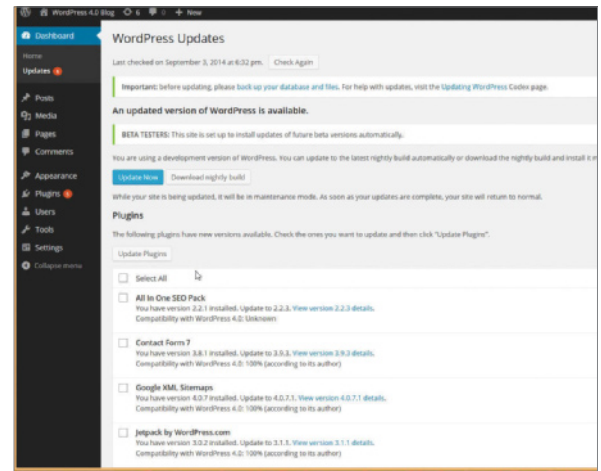 WordPress 4.0 Blog 6 0 + New
Dashboard
Home
Updates 6
Posts
Media
Pages
Comments
Appearance
Plugins 6
Users
Tools
Settings
Collapse menu
WordPress Updates
Last checked on September 3, 2014 at 6:32 pm. Check Again
Important: before updating, please back up your database and files. For help with updates, visit the Updating WordPress Codex page.
An updated version of WordPress is available.
BETA TESTERS: This site is set up to install updates of future beta versions automatically.
You are using a development version of WordPress. You can update to the latest nightly build automatically or download the nightly build and install it m
Update Now Download nightly build
While your site is being updated, it will be in maintenance mode. As soon as your updates are complete, your site will return to normal.
Plugins
The following plugins have new versions available. Check the ones you want to update and then click "Update Plugins".
Update Plugins
Select All
All In One SEO Pack
You have version 2.2.1 installed. Update to 2.2.3. View version 2.2.3 details.
Compatibility with WordPress 4.0: Unknown
Contact Form 7
You have version 3.8.1 installed. Update to 3.9.3. View version 3.9.3 details.
Compatibility with WordPress 4.0: 100% (according to its author)
Google XML Sitemaps
You have version 4.0.7 installed. Update to 4.0.7.1. View version 4.0.7.1 details.
Compatibility with WordPress 4.0: 100% (according to its author)
Jetpack by WordPress.com
You have version 3.0.2 installed. Update to 3.1.1. View version 3.1.1 details.
Compatibility with WordPress 4.0: 100% (according to its author)